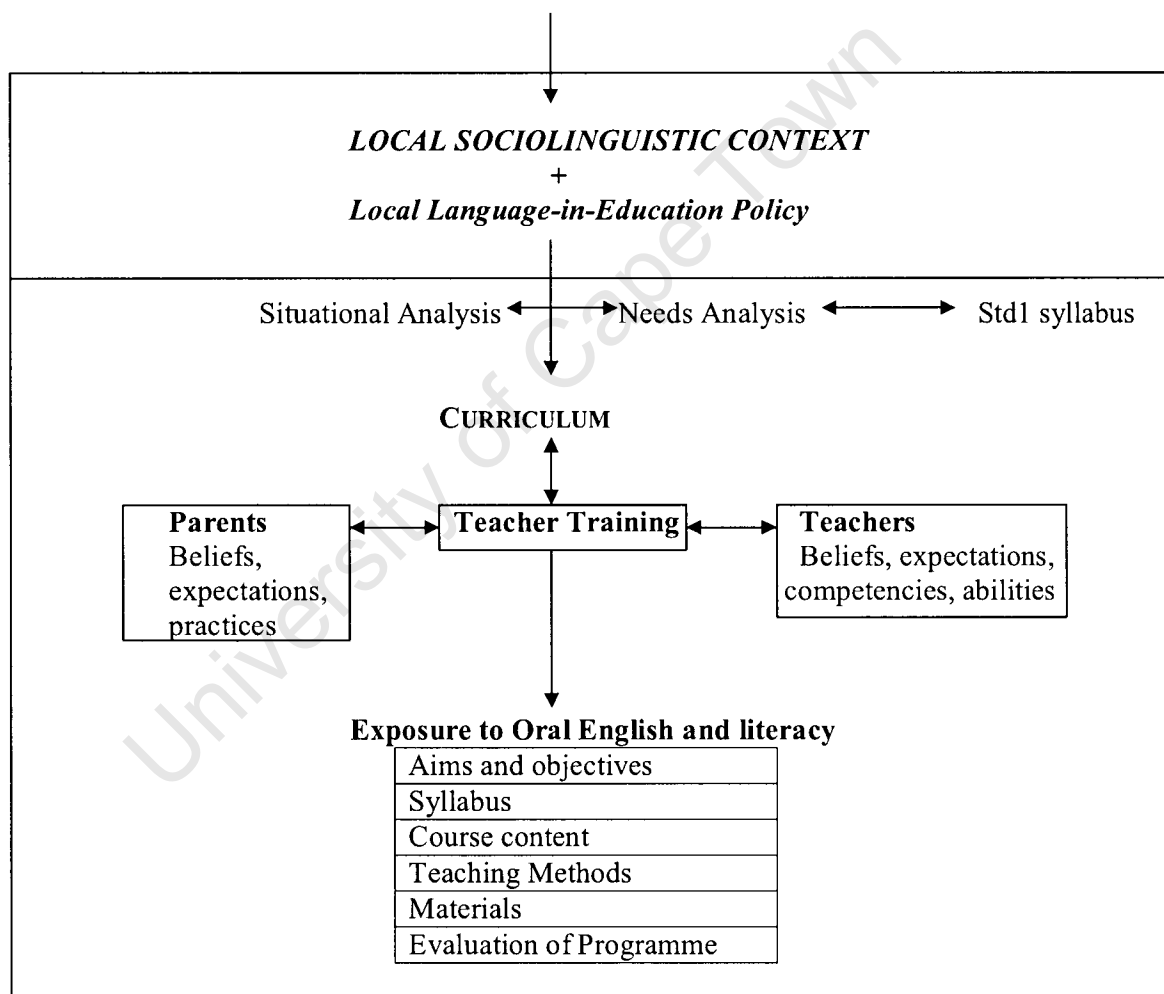 LOCAL SOCIOLINGUISTIC CONTEXT
+
Local Language-in-Education Policy
Situational Analysis Needs Analysis Std1 syllabus
CURRICULUM
Parents
Beliefs,
expectations,
practices
Teacher Training
Teachers
Beliefs, expectations,
competencies, abilities
Exposure to Oral English and literacy
Aims and objectives
Syllabus
Course content
Teaching Methods
Materials
Evaluation of Programme
University of Cape Town